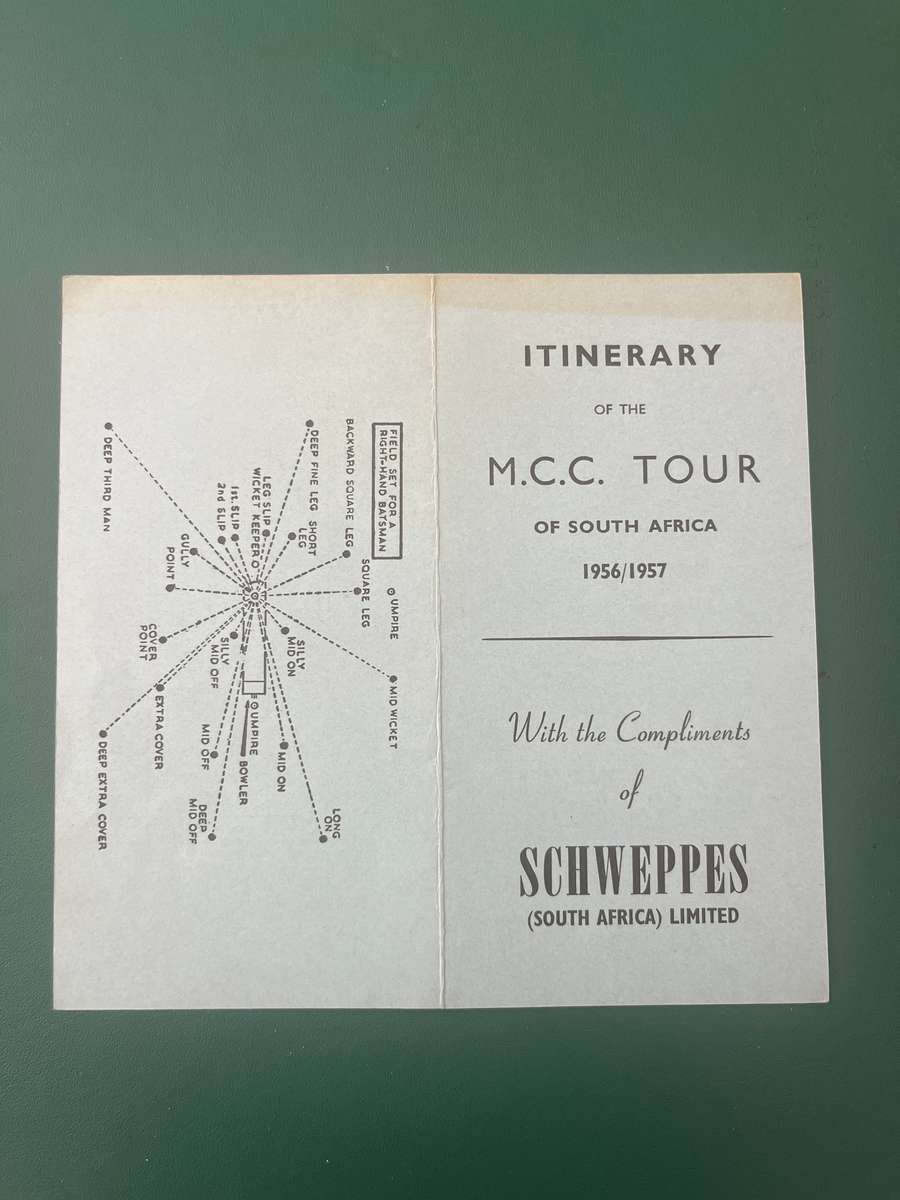 ITINERARY
OF THE
M.C.C. TOUR
OF SOUTH AFRICA
1956/1957
With the Compliments
of
SCHWEPPES
(SOUTH AFRICA) LIMITED
FIELD SET FOR A
RIGHT-HAND BATSMAN
UMPIRE
MID WICKET
BACKWARD SQUARE LEG
SQUARE LEG
DEEP FINE LEG
SHORT
LEG
LONG
ON
SILLY
MID ON
MID ON
LEG SLIP
WICKET KEEPER
UMPIRE
BOWLER
1st. SLIP
2nd SLIP
SILLY
MID OFF
MID OFF
DEEP
MID OFF
GULLY
POINT
COVER
POINT
EXTRA COVER
DEEP THIRD MAN
DEEP EXTRA COVER